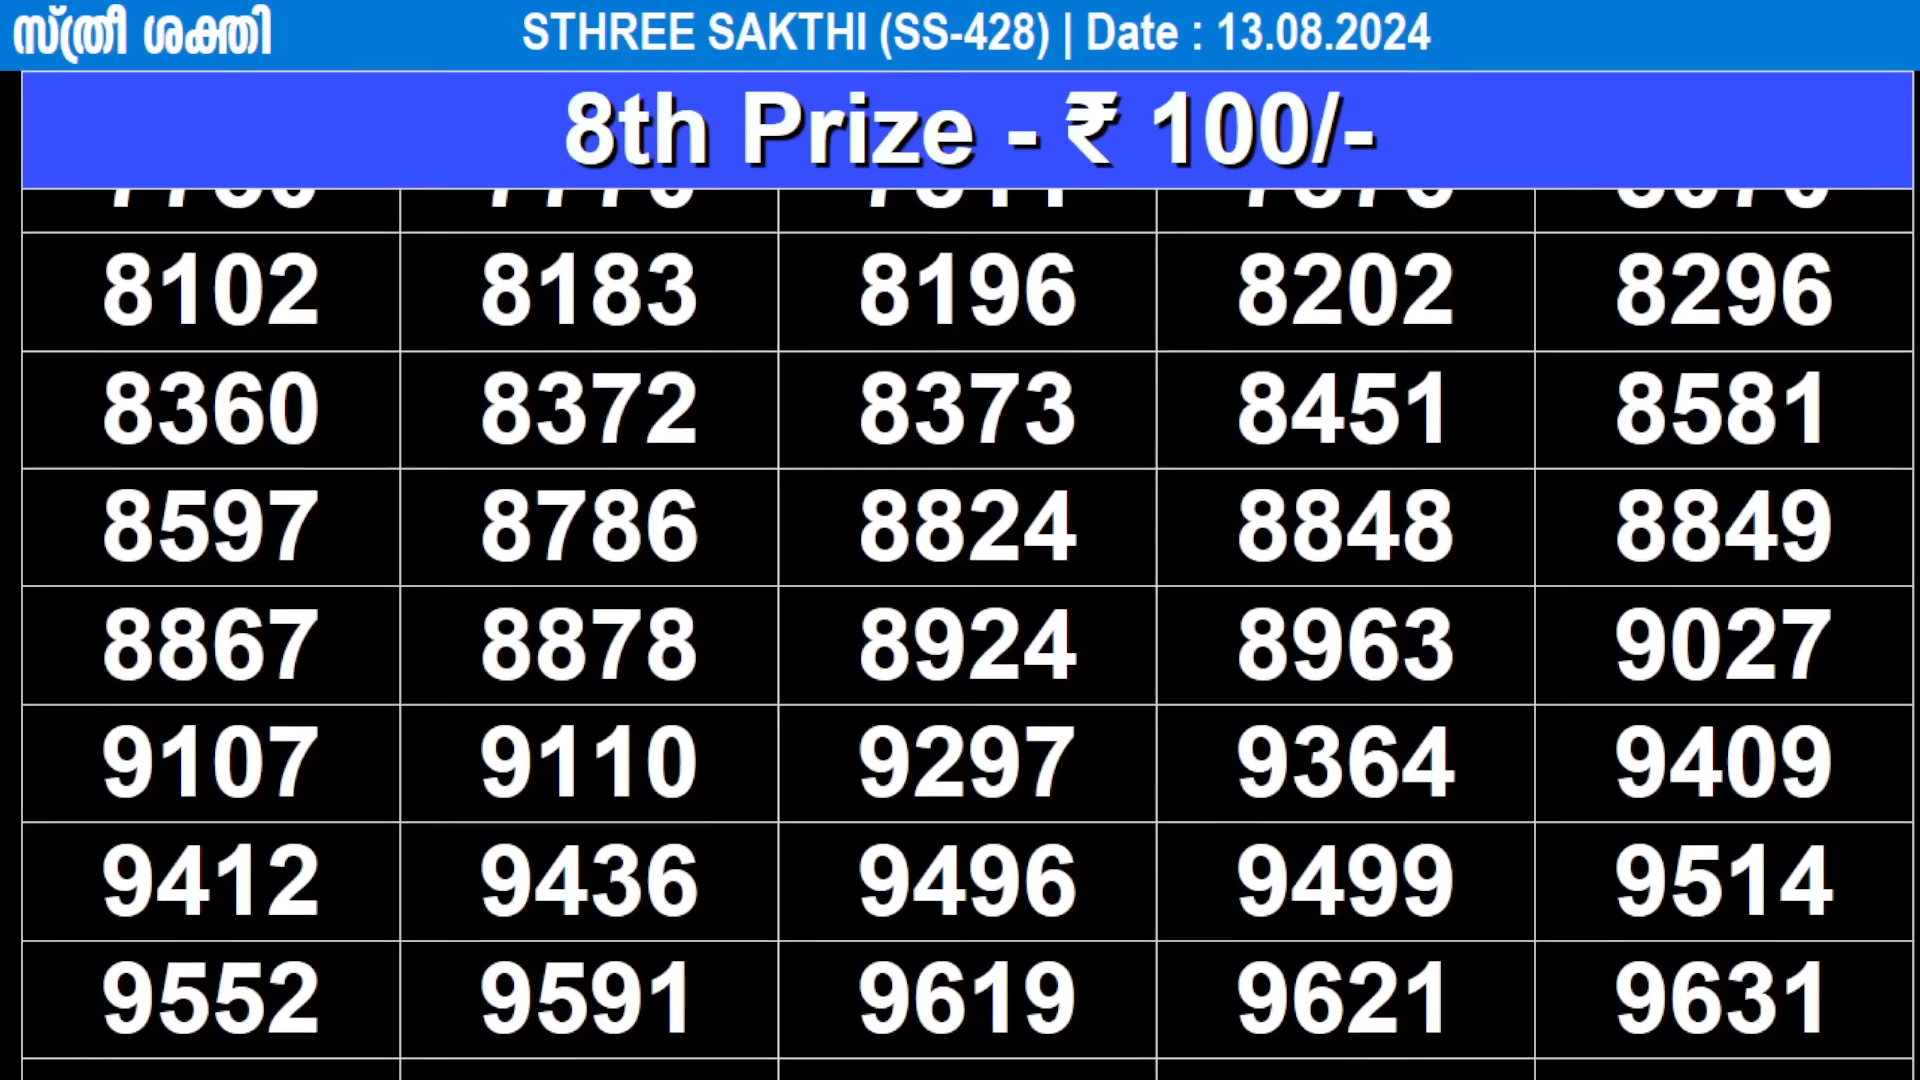 സ്ത്രീ ശക്തി STHREE SAKTHI (SS-428) | Date : 13.08.2024
8th Prize - ₹ 100/-
8102 8183 8196 8202 8296
8360 8372 8373 8451 8581
8597 8786 8824 8848 8849
8867 8878 8924 8963 9027
9107 9110 9297 9364 9409
9412 9436 9496 9499 9514
9552 9591 9619 9621 9631